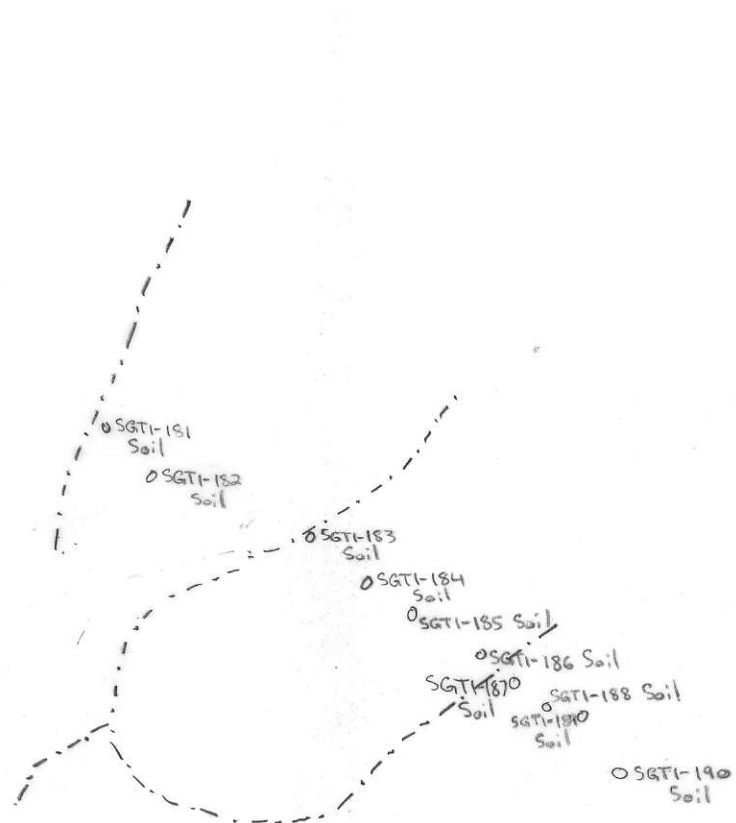 SGT1-181
Soil
SGT1-182
Soil
SGT1-183
Soil
SGT1-184
Soil
SGT1-185 Soil
SGT1-186 Soil
SGT1-187
Soil
SGT1-188 Soil
SGT1-189
Soil
SGT1-190
Soil